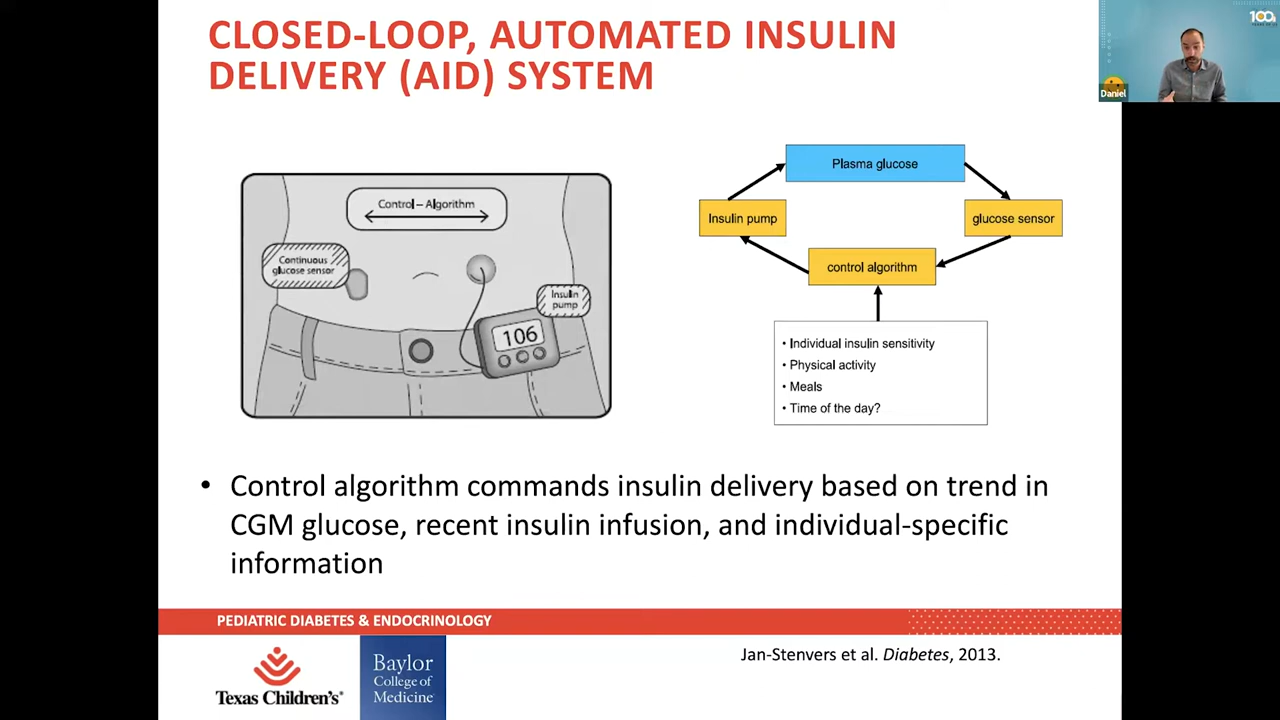 CLOSED-LOOP, AUTOMATED INSULIN
DELIVERY (AID) SYSTEM
100
Daniel
Control – Algorithm
Continuous
glucose sensor
Insulin
pump
106
Plasma glucose
Insulin pump
glucose sensor
control algorithm
• Individual insulin sensitivity
• Physical activity
• Meals
• Time of the day?
• Control algorithm commands insulin delivery based on trend in
CGM glucose, recent insulin infusion, and individual-specific
information
PEDIATRIC DIABETES & ENDOCRINOLOGY
Texas Children's®
Baylor
College of
Medicine
Jan-Stenvers et al. Diabetes, 2013.